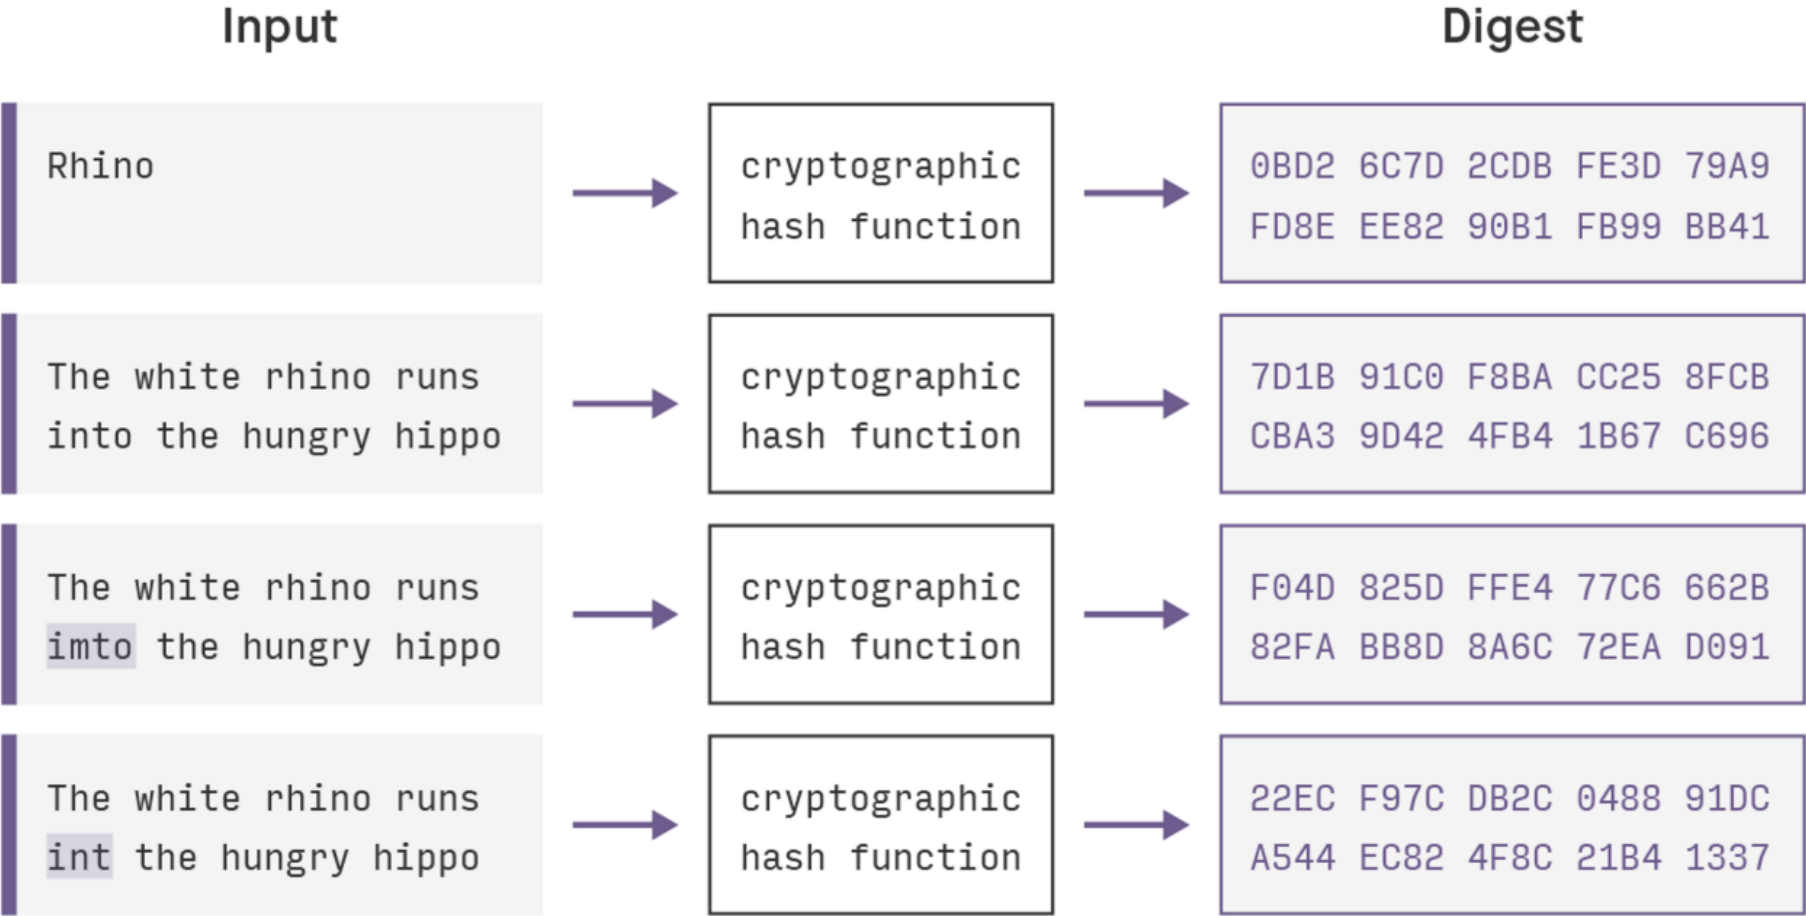 Input
Digest
Rhino
cryptographic
hash function
0BD2 6C7D 2CDB FE3D 79A9
FD8E EE82 90B1 FB99 BB41
The white rhino runs
into the hungry hippo
cryptographic
hash function
7D1B 91C0 F8BA CC25 8FCB
CBA3 9D42 4FB4 1B67 C696
The white rhino runs
imto the hungry hippo
cryptographic
hash function
F04D 825D FFE4 77C6 662B
82FA BB8D 8A6C 72EA D091
The white rhino runs
int the hungry hippo
cryptographic
hash function
22EC F97C DB2C 0488 91DC
A544 EC82 4F8C 21B4 1337